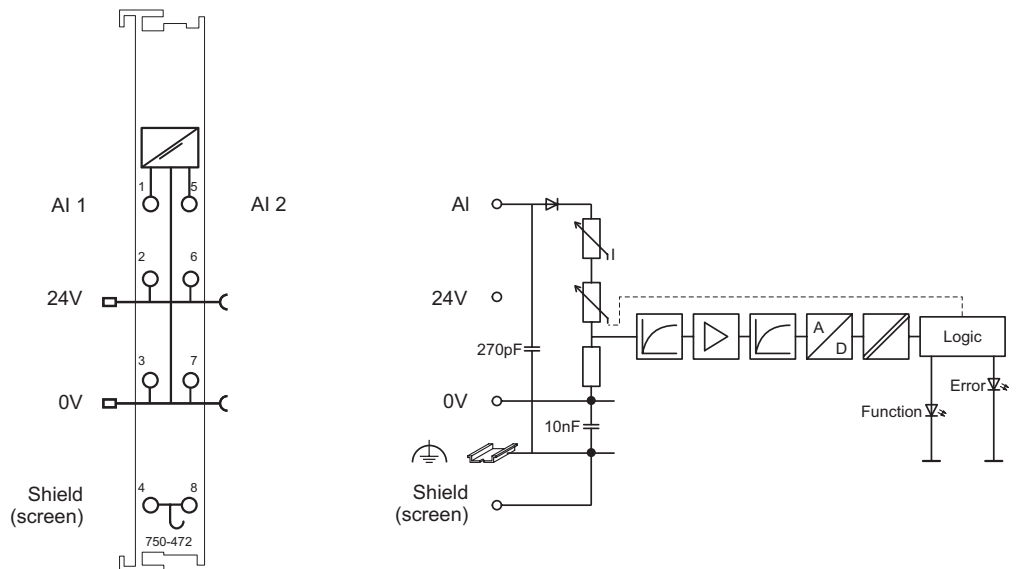 1
5
AI 1
AI 2
2
6
24V
3
7
0V
Shield
(screen)
4
8
750-472
AI
I
24V
270pF
A
D
Logic
Error
Function
0V
10nF
Shield
(screen)